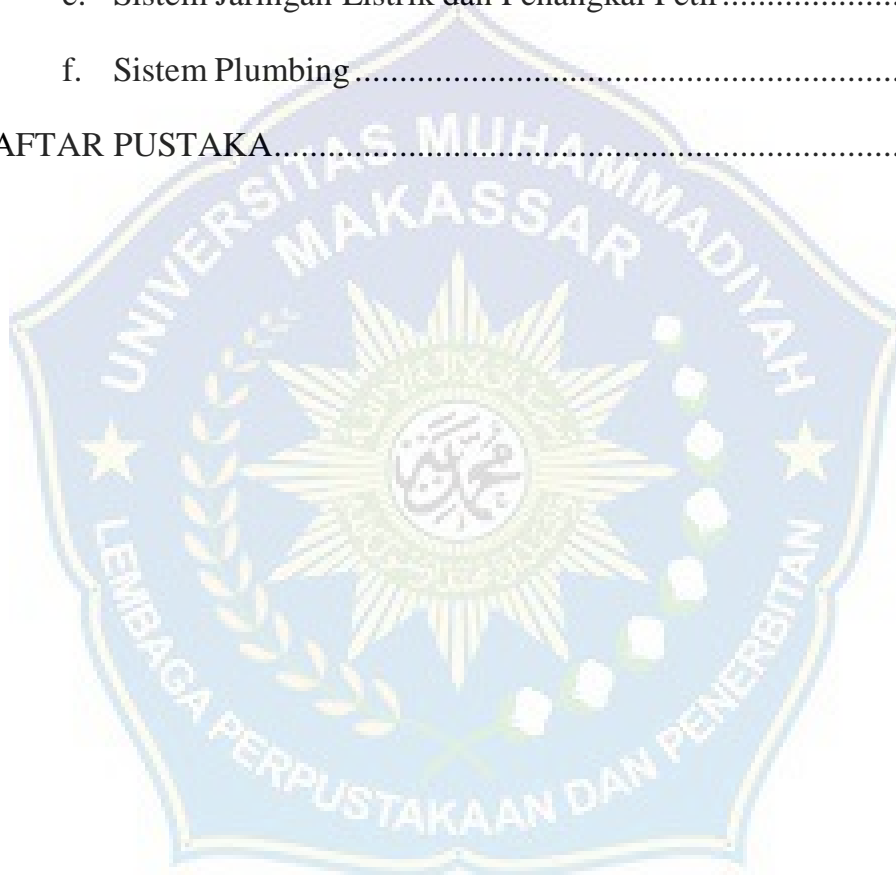 e. Sistem Jaringan Listrik dan Penangkal Petir....................
f. Sistem Plumbing............................................................
AFTAR PUSTAKA.....................................................................
UNIVERSITAS MUHAMMADIYAH
MAKASSAR
LEMBAGA PERPUSTAKAAN DAN PENERBITAN